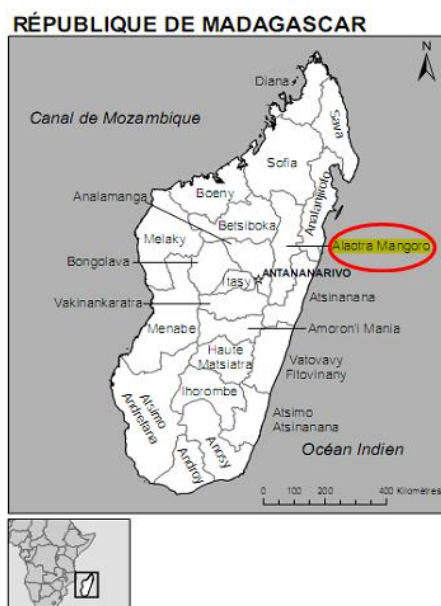 RÉPUBLIQUE DE MADAGASCAR
N
Diana
Canal de Mozambique
Sava
Sofia
Analanjirofo
Analamanga
Boeny
Betsiboka
Melaky
Alaotra Mangoro
Bongolava
ANTANANARIVO
Itasy
Atsinanana
Vakinankaratra
Menabe
Amoron'i Mania
Haute
Matsiatra
Vatovavy
Fitovinany
Ihorombe
Atsimo
Andrefana
Atsimo
Atsinanana
Anosy
Androy
Océan Indien
0 100 200 400 Kilomètres